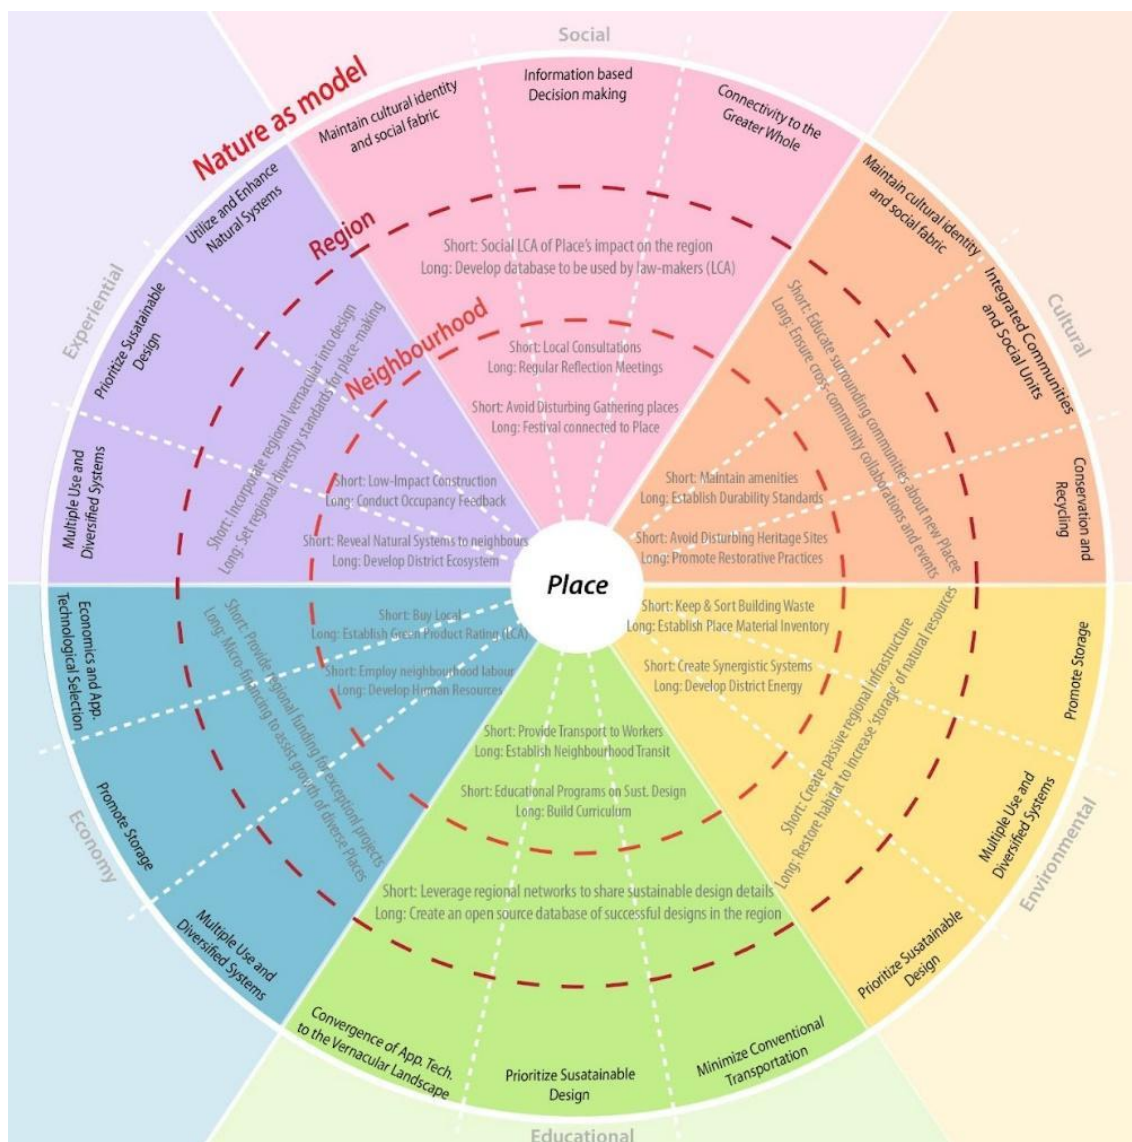 Social
Nature as model
Region
Neighbourhood
Maintain cultural identity
and social fabric
Information based
Decision making
Connectivity to the
Greater Whole
Short: Social LCA of Place's impact on the region
Long: Develop database to be used by law-makers (LCA)
Short: Local Consultations
Long: Regular Reflection Meetings
Short: Avoid Disturbing Gathering places
Long: Festival connected to Place
Cultural
Maintain cultural identity
and social fabric
Integrated Communities
and Social Units
Conservation and
Recycling
Short: Educate surrounding communities about new Placee
Long: Ensure cross-community collaborations and events
Short: Maintain amenities
Long: Establish Durability Standards
Short: Avoid Disturbing Heritage Sites
Long: Promote Restorative Practices
Environmental
Promote Storage
Multiple Use and
Diversified Systems
Prioritize Susatainable
Design
Short: Create passive regional infrastructure
Long: Restore habitat to increase 'storage' of natural resources
Short: Keep & Sort Building Waste
Long: Establish Place Material Inventory
Short: Create Synergistic Systems
Long: Develop District Energy
Educational
Minimize Conventional
Transportation
Prioritize Susatainable
Design
Convergence of App. Tech.
to the Vernacular Landscape
Short: Provide Transport to Workers
Long: Establish Neighbourhood Transit
Short: Educational Programs on Sust. Design
Long: Build Curriculum
Short: Leverage regional networks to share sustainable design details
Long: Create an open source database of successful designs in the region
Economy
Multiple Use and
Diversified Systems
Promote Storage
Economics and App.
Technological Selection
Short: Provide regional funding for exceptionl projects
Long: Micro-financing to assist growth of diverse Places
Short: Buy Local
Long: Establish Green Product Rating (LCA)
Short: Employ neighbourhood labour
Long: Develop Human Resources
Experiential
Multiple Use and
Diversified Systems
Prioritize Susatainable
Design
Utilize and Enhance
Natural Systems
Short: Incorporate regional vernacular into design
Long: Set regional diversity standards for place-making
Short: Low-Impact Construction
Long: Conduct Occupancy Feedback
Short: Reveal Natural Systems to neighbours
Long: Develop District Ecosystem
Place